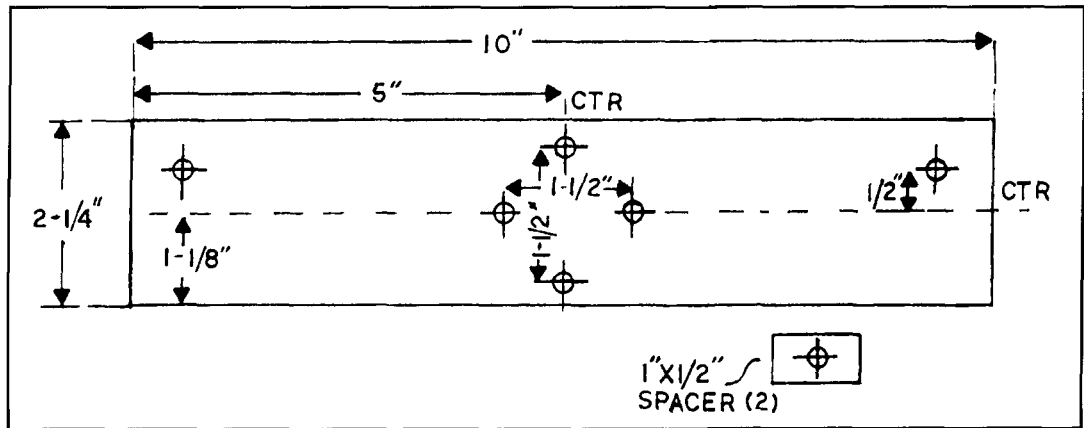 10"
5"
CTR
1-1/2"
1/2"
CTR
2-1/4"
1-1/2"
1-1/8"
1"X1/2"
SPACER (2)